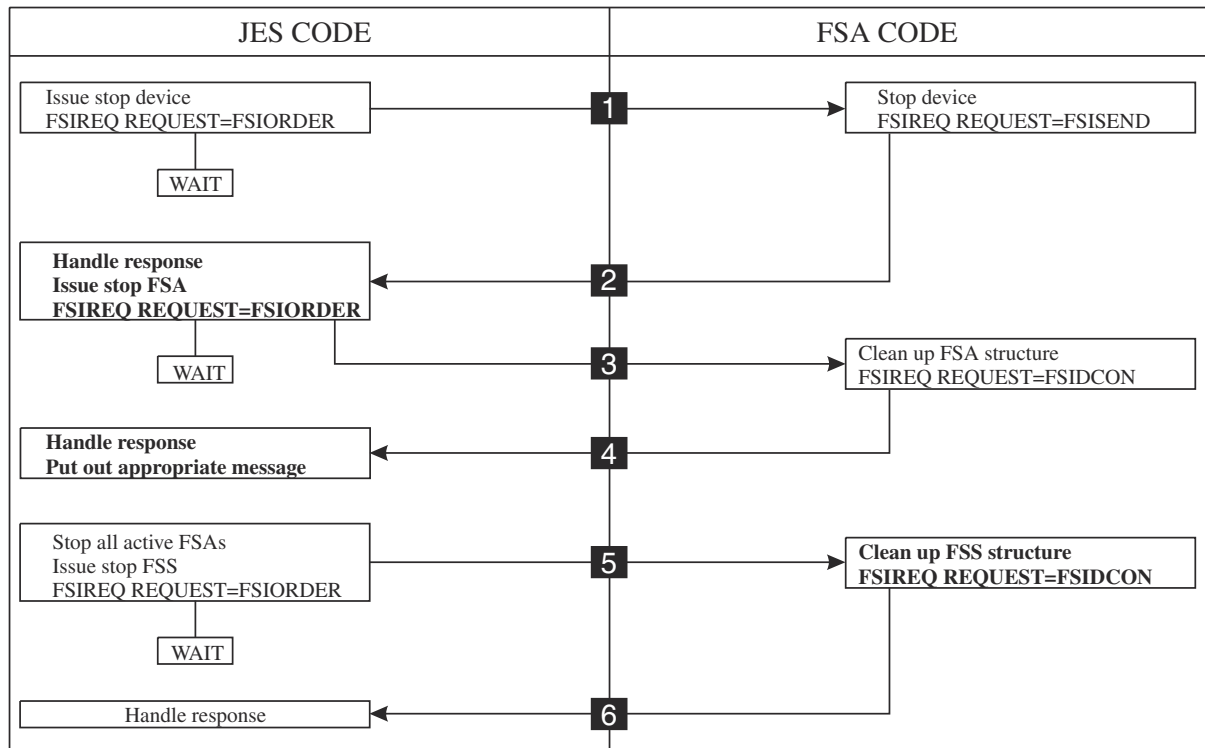 JES CODE
FSA CODE
Issue stop device
FSIREQ REQUEST=FSIORDER
1
Stop device
FSIREQ REQUEST=FSISEND
WAIT
Handle response
Issue stop FSA
FSIREQ REQUEST=FSIORDER
2
WAIT
3
Clean up FSA structure
FSIREQ REQUEST=FSIDCON
Handle response
Put out appropriate message
4
Stop all active FSAs
Issue stop FSS
FSIREQ REQUEST=FSIORDER
5
Clean up FSS structure
FSIREQ REQUEST=FSIDCON
WAIT
Handle response
6